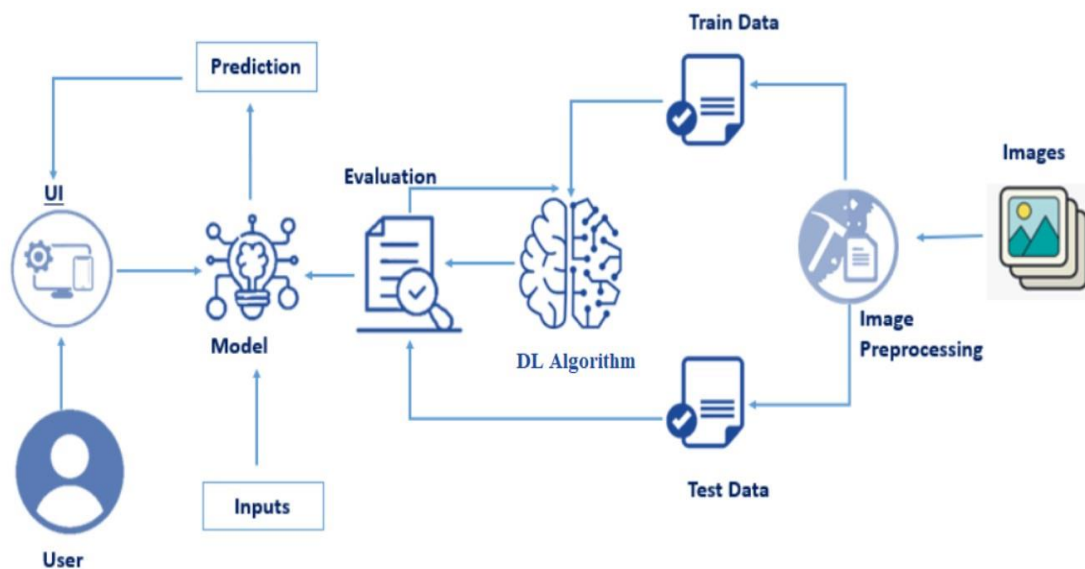 Train Data
Prediction
Images
Evaluation
UI
Model
Image
Preprocessing
DL Algorithm
Test Data
Inputs
User